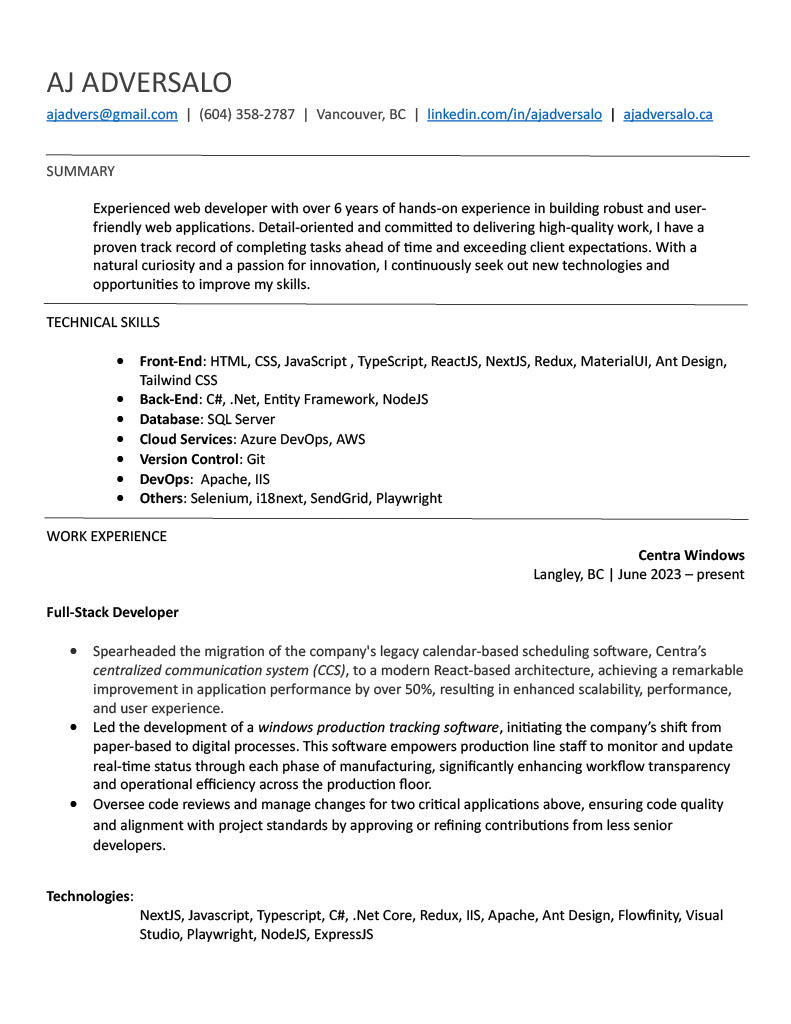 AJ ADVERSALO
ajadvers@gmail.com | (604) 358-2787 | Vancouver, BC | linkedin.com/in/ajadversalo | ajadversalo.ca
SUMMARY
Experienced web developer with over 6 years of hands-on experience in building robust and user-
friendly web applications. Detail-oriented and committed to delivering high-quality work, I have a
proven track record of completing tasks ahead of time and exceeding client expectations. With a
natural curiosity and a passion for innovation, I continuously seek out new technologies and
opportunities to improve my skills.
TECHNICAL SKILLS
• Front-End: HTML, CSS, JavaScript , TypeScript, ReactJS, NextJS, Redux, MaterialUI, Ant Design,
Tailwind CSS
• Back-End: C#, .Net, Entity Framework, NodeJS
• Database: SQL Server
• Cloud Services: Azure DevOps, AWS
• Version Control: Git
• DevOps:  Apache, IIS
• Others: Selenium, i18next, SendGrid, Playwright
WORK EXPERIENCE
Centra Windows
Langley, BC | June 2023 – present
Full-Stack Developer
• Spearheaded the migration of the company's legacy calendar-based scheduling software, Centra’s
centralized communication system (CCS), to a modern React-based architecture, achieving a remarkable
improvement in application performance by over 50%, resulting in enhanced scalability, performance,
and user experience.
• Led the development of a windows production tracking software, initiating the company’s shift from
paper-based to digital processes. This software empowers production line staff to monitor and update
real-time status through each phase of manufacturing, significantly enhancing workflow transparency
and operational efficiency across the production floor.
• Oversee code reviews and manage changes for two critical applications above, ensuring code quality
and alignment with project standards by approving or refining contributions from less senior
developers.
Technologies:
NextJS, Javascript, Typescript, C#, .Net Core, Redux, IIS, Apache, Ant Design, Flowfinity, Visual
Studio, Playwright, NodeJS, ExpressJS